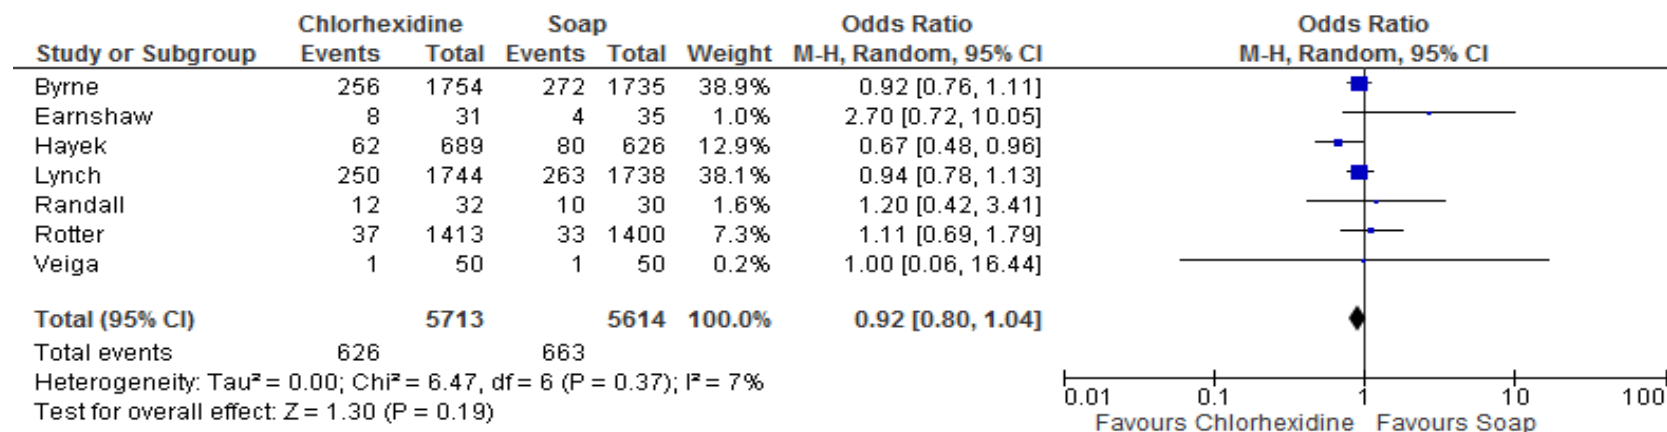 Chlorhexidine Soap Odds Ratio Odds Ratio
Study or Subgroup Events Total Events Total Weight M-H, Random, 95% CI M-H, Random, 95% CI
Byrne 256 1754 272 1735 38.9% 0.92 [0.76, 1.11]
Earnshaw 8 31 4 35 1.0% 2.70 [0.72, 10.05]
Hayek 62 689 80 626 12.9% 0.67 [0.48, 0.96]
Lynch 250 1744 263 1738 38.1% 0.94 [0.78, 1.13]
Randall 12 32 10 30 1.6% 1.20 [0.42, 3.41]
Rotter 37 1413 33 1400 7.3% 1.11 [0.69, 1.79]
Veiga 1 50 1 50 0.2% 1.00 [0.06, 16.44]
Total (95% CI) 5713 5614 100.0% 0.92 [0.80, 1.04]
Total events 626 663
Heterogeneity: Tau² = 0.00; Chi² = 6.47, df = 6 (P = 0.37); I² = 7%
Test for overall effect: Z = 1.30 (P = 0.19)
0.01 0.1 1 10 100
Favours Chlorhexidine Favours Soap